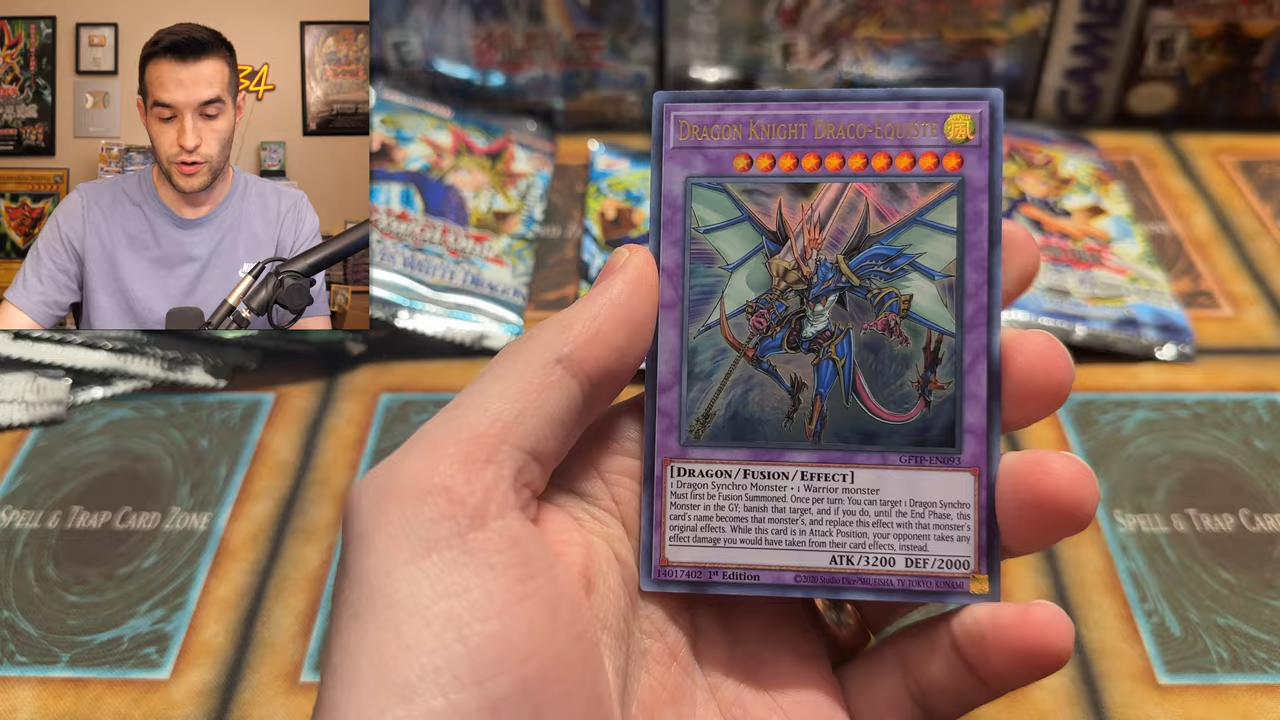 34
GAME
DRAGON KNIGHT DRACO-EQUISTE
風
GFTP-EN093
[DRAGON/FUSION/EFFECT]
1 Dragon Synchro Monster + 1 Warrior monster
Must first be Fusion Summoned. Once per turn: You can target 1 Dragon Synchro
Monster in the GY; banish that target, and if you do, until the End Phase, this
card's name becomes that monster's, and replace this effect with that monster's
original effects. While this card is in Attack Position, your opponent takes any
effect damage you would have taken from their card effects, instead.
ATK/3200 DEF/2000
14017402 1st Edition
©2020 Studio Dice/SHUEISHA, TV TOKYO, KONAMI
SPELL & TRAP CARD ZONE
SPELL & TRAP CARD